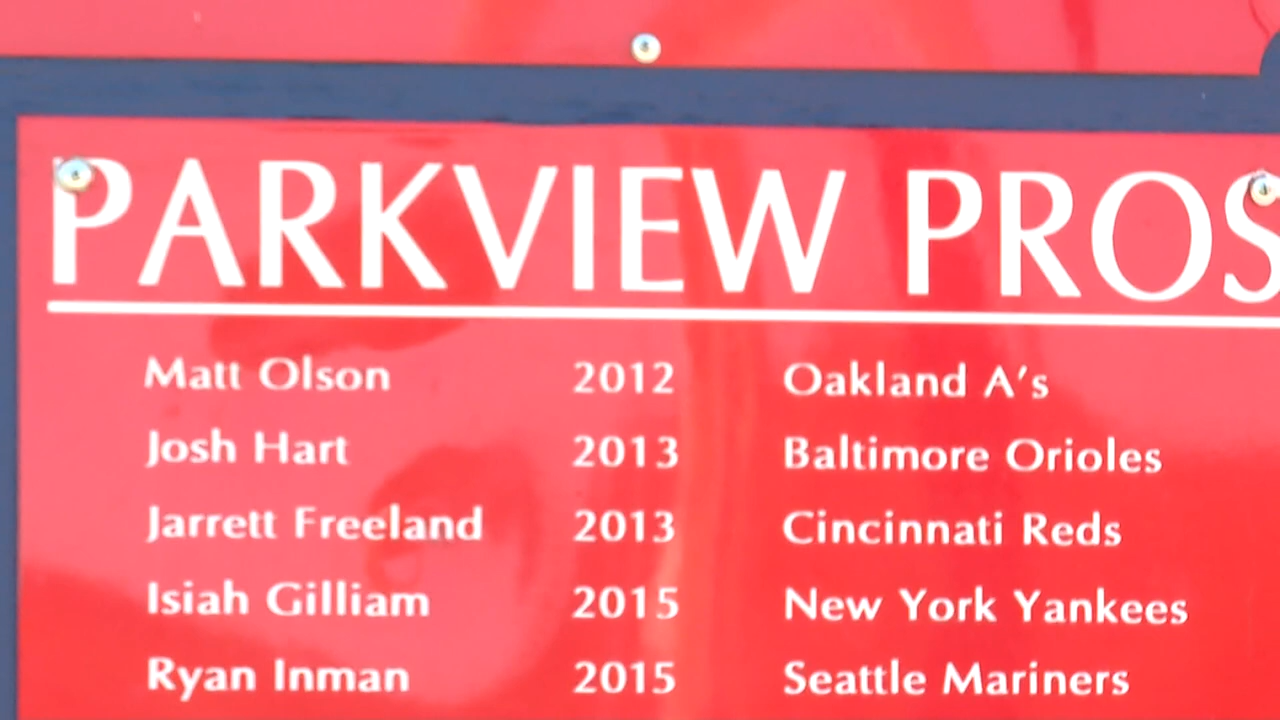 PARKVIEW PROS
Matt Olson 2012 Oakland A's
Josh Hart 2013 Baltimore Orioles
Jarrett Freeland 2013 Cincinnati Reds
Isiah Gilliam 2015 New York Yankees
Ryan Inman 2015 Seattle Mariners